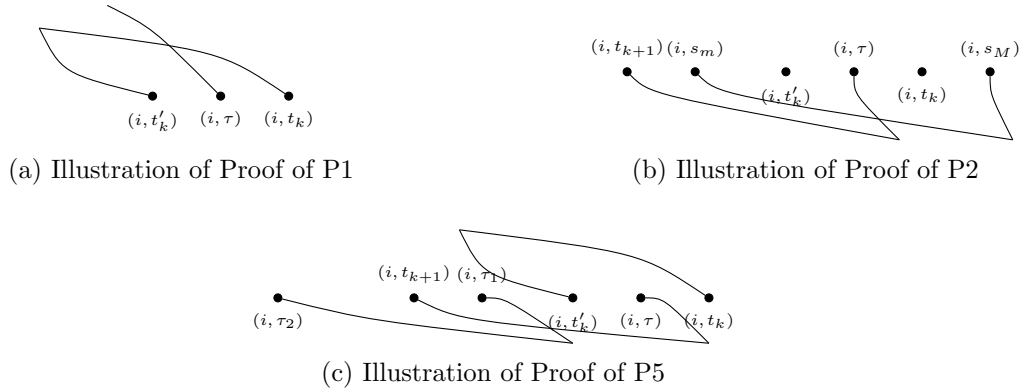 (i, t_{k+1}) (i, s_m) (i, τ) (i, s_M)
(i, t'_k) (i, τ) (i, t_k) (i, t'_k) (i, t_k)
(a) Illustration of Proof of P1 (b) Illustration of Proof of P2
(i, t_{k+1}) (i, τ_1)
(i, τ_2) (i, t'_k) (i, τ) (i, t_k)
(c) Illustration of Proof of P5